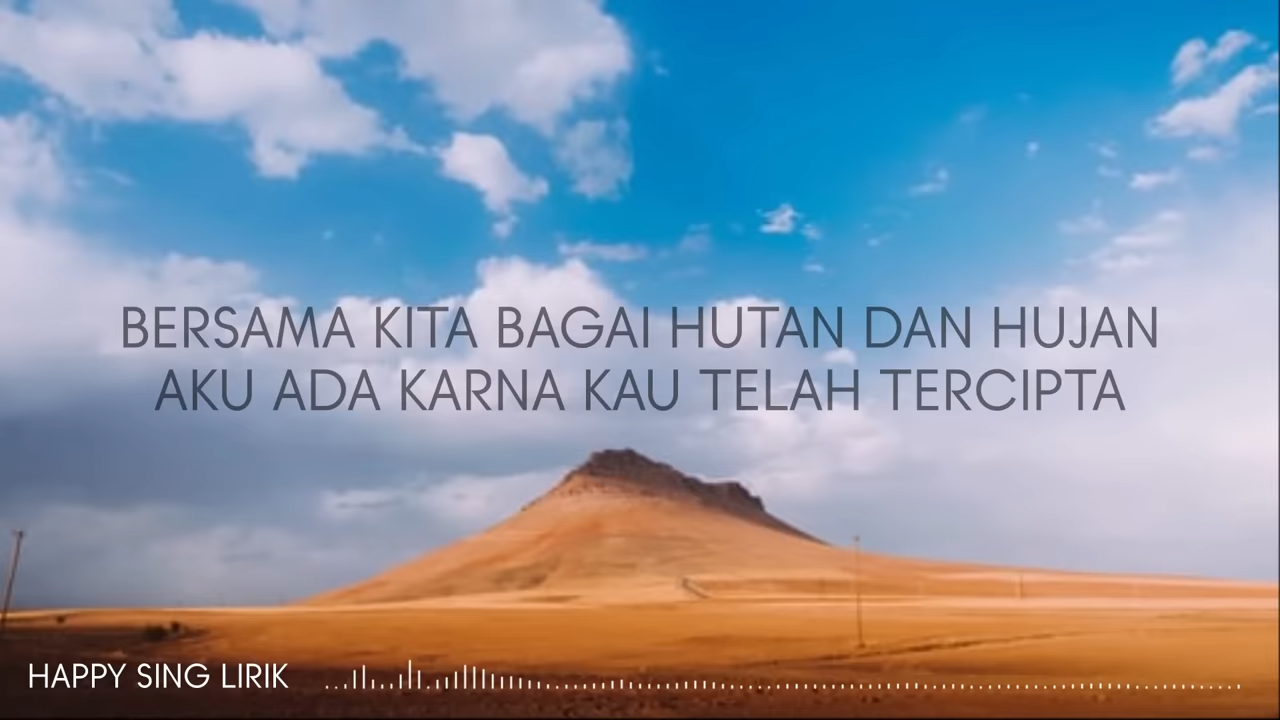 BERSAMA KITA BAGAI HUTAN DAN HUJAN
AKU ADA KARNA KAU TELAH TERCIPTA
HAPPY SING LIRIK